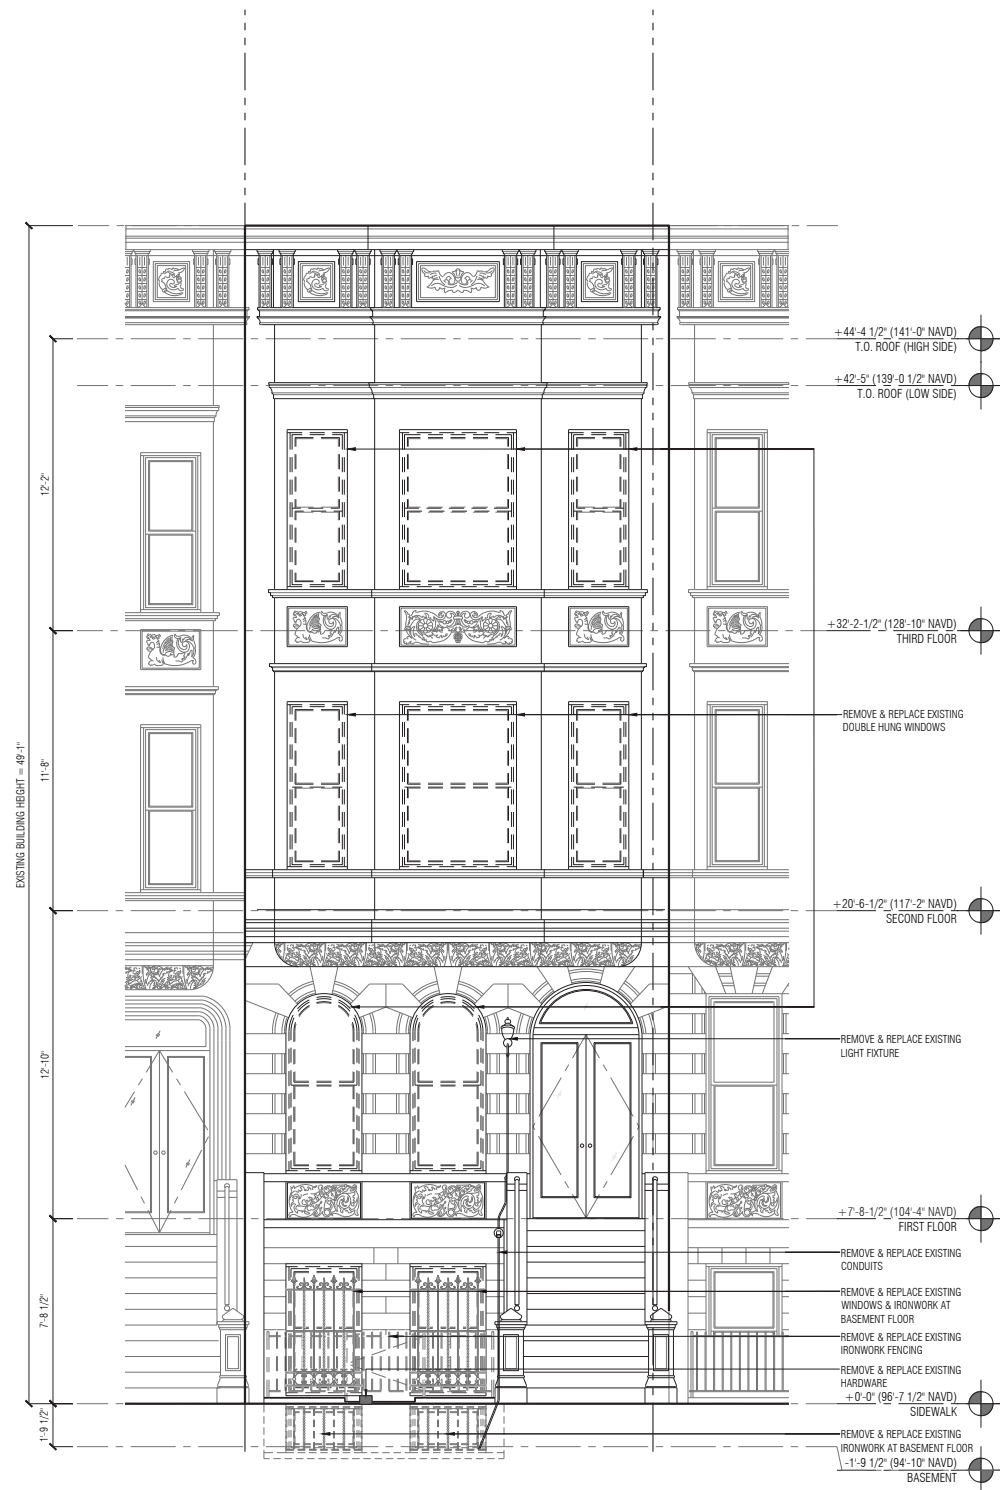 +44'-4 1/2" (141'-0" NAVD)
T.O. ROOF (HIGH SIDE)
+42'-5" (139'-0 1/2" NAVD)
T.O. ROOF (LOW SIDE)
12'-2"
+32'-2-1/2" (128'-10" NAVD)
THIRD FLOOR
REMOVE & REPLACE EXISTING
DOUBLE HUNG WINDOWS
11'-8"
EXISTING BUILDING HEIGHT = 49'-1"
+20'-6-1/2" (117'-2" NAVD)
SECOND FLOOR
REMOVE & REPLACE EXISTING
LIGHT FIXTURE
12'-10"
+7'-8-1/2" (104'-4" NAVD)
FIRST FLOOR
REMOVE & REPLACE EXISTING
CONDUITS
REMOVE & REPLACE EXISTING
WINDOWS & IRONWORK AT
BASEMENT FLOOR
7'-8 1/2"
REMOVE & REPLACE EXISTING
IRONWORK FENCING
REMOVE & REPLACE EXISTING
HARDWARE
+0'-0" (96'-7 1/2" NAVD)
SIDEWALK
1'-9 1/2"
REMOVE & REPLACE EXISTING
IRONWORK AT BASEMENT FLOOR
-1'-9 1/2" (94'-10" NAVD)
BASEMENT